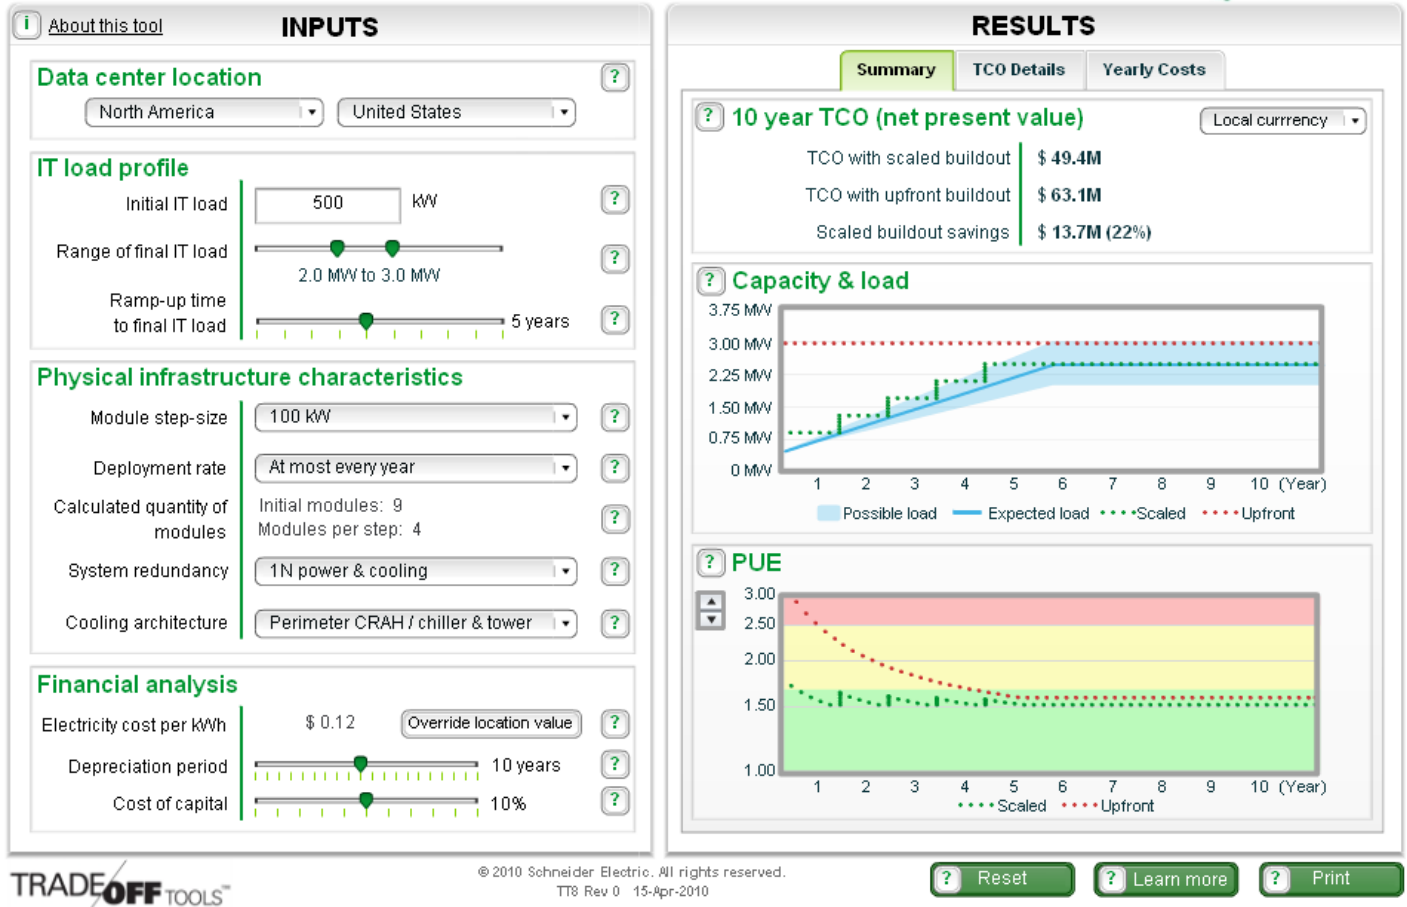 i About this tool
INPUTS
Data center location
?
North America
United States
IT load profile
Initial IT load
500
kW
?
Range of final IT load
2.0 MW to 3.0 MW
?
Ramp-up time
to final IT load
5 years
?
Physical infrastructure characteristics
Module step-size
100 kW
?
Deployment rate
At most every year
?
Calculated quantity of
modules
Initial modules: 9
Modules per step: 4
?
System redundancy
1N power & cooling
?
Cooling architecture
Perimeter CRAH / chiller & tower
?
Financial analysis
Electricity cost per kWh
$ 0.12
Override location value
?
Depreciation period
10 years
?
Cost of capital
10%
?
RESULTS
Summary
TCO Details
Yearly Costs
? 10 year TCO (net present value)
Local currrency
TCO with scaled buildout
$ 49.4M
TCO with upfront buildout
$ 63.1M
Scaled buildout savings
$ 13.7M (22%)
? Capacity & load
3.75 MW
3.00 MW
2.25 MW
1.50 MW
0.75 MW
0 MW
1 2 3 4 5 6 7 8 9 10 (Year)
Possible load Expected load Scaled Upfront
? PUE
3.00
2.50
2.00
1.50
1.00
1 2 3 4 5 6 7 8 9 10 (Year)
Scaled Upfront
TRADEOFF TOOLS™
© 2010 Schneider Electric. All rights reserved.
TT8 Rev 0 15-Apr-2010
? Reset
? Learn more
? Print